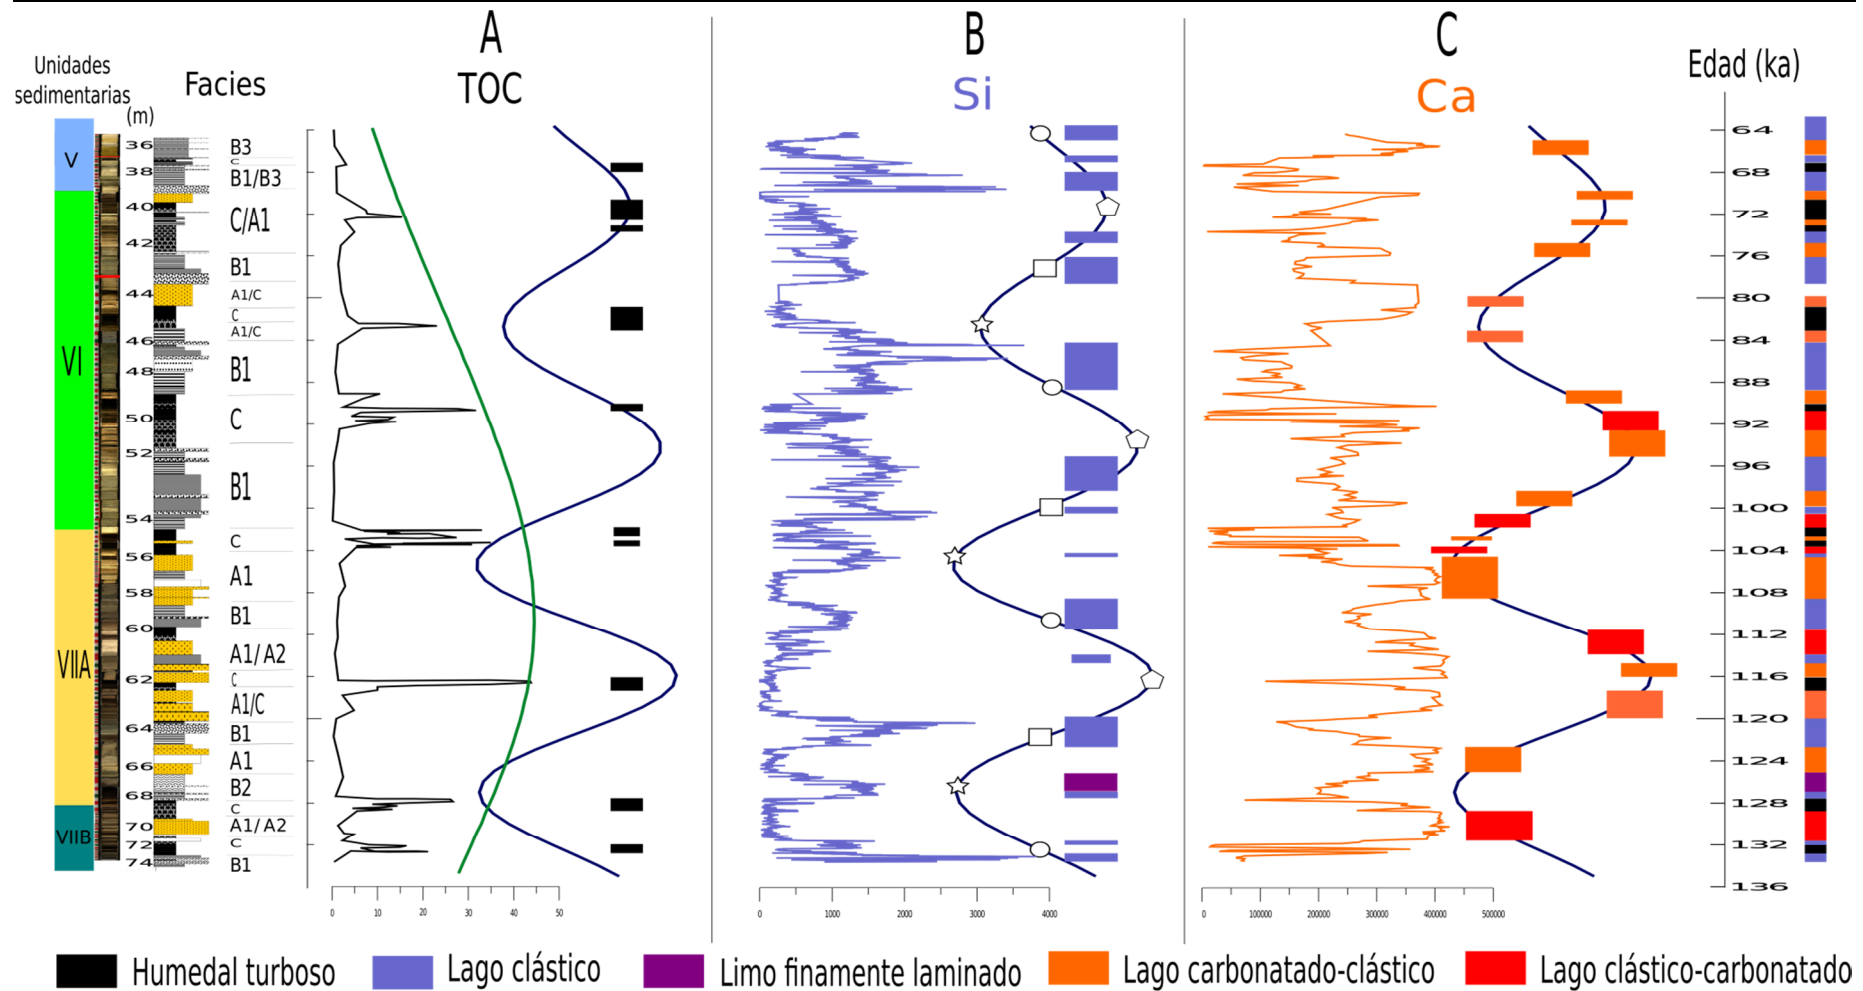 A
B
C
Unidades
sedimentarias
(m)
Facies
TOC
Si
Ca
Edad (ka)
V
VI
VIIA
VIIB
36
38
40
42
44
46
48
50
52
54
56
58
60
62
64
66
68
70
72
74
B3
C
B1/B3
C/A1
B1
A1/C
C
A1/C
B1
C
B1
C
A1
B1
A1/ A2
C
A1/C
B1
A1
B2
C
A1/ A2
C
B1
64
68
72
76
80
84
88
92
96
100
104
108
112
116
120
124
128
132
136
0 10 20 30 40 50
0 1000 2000 3000 4000
0 100000 200000 300000 400000 500000
Humedal turboso
Lago clástico
Limo finamente laminado
Lago carbonatado-clástico
Lago clástico-carbonatado